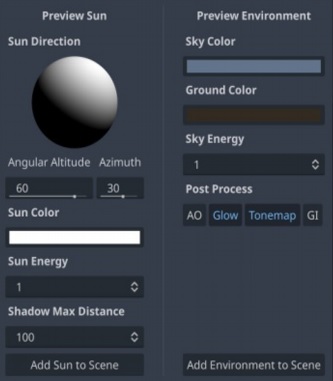 Preview Sun
Sun Direction
Angular Altitude Azimuth
60 30
Sun Color
Sun Energy
1
Shadow Max Distance
100
Add Sun to Scene
Preview Environment
Sky Color
Ground Color
Sky Energy
1
Post Process
AO Glow Tonemap GI
Add Environment to Scene